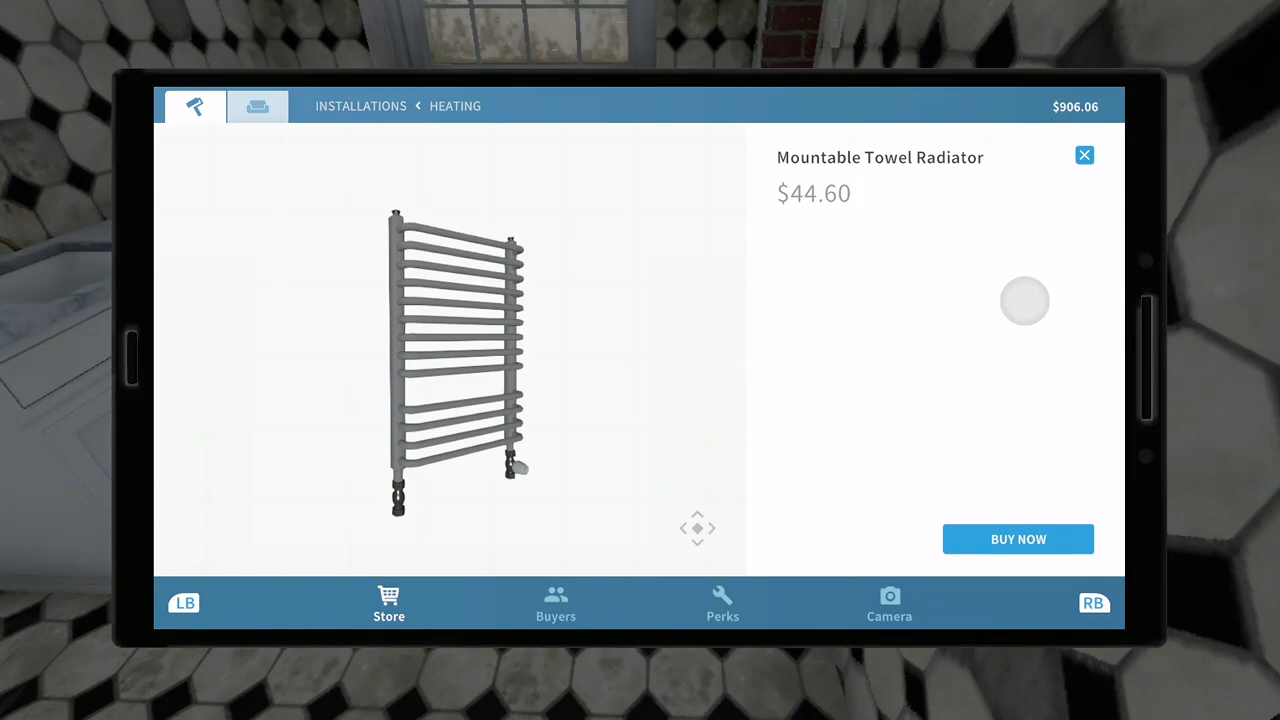 INSTALLATIONS < HEATING
$906.06
Mountable Towel Radiator
$44.60
BUY NOW
LB
Store
Buyers
Perks
Camera
RB